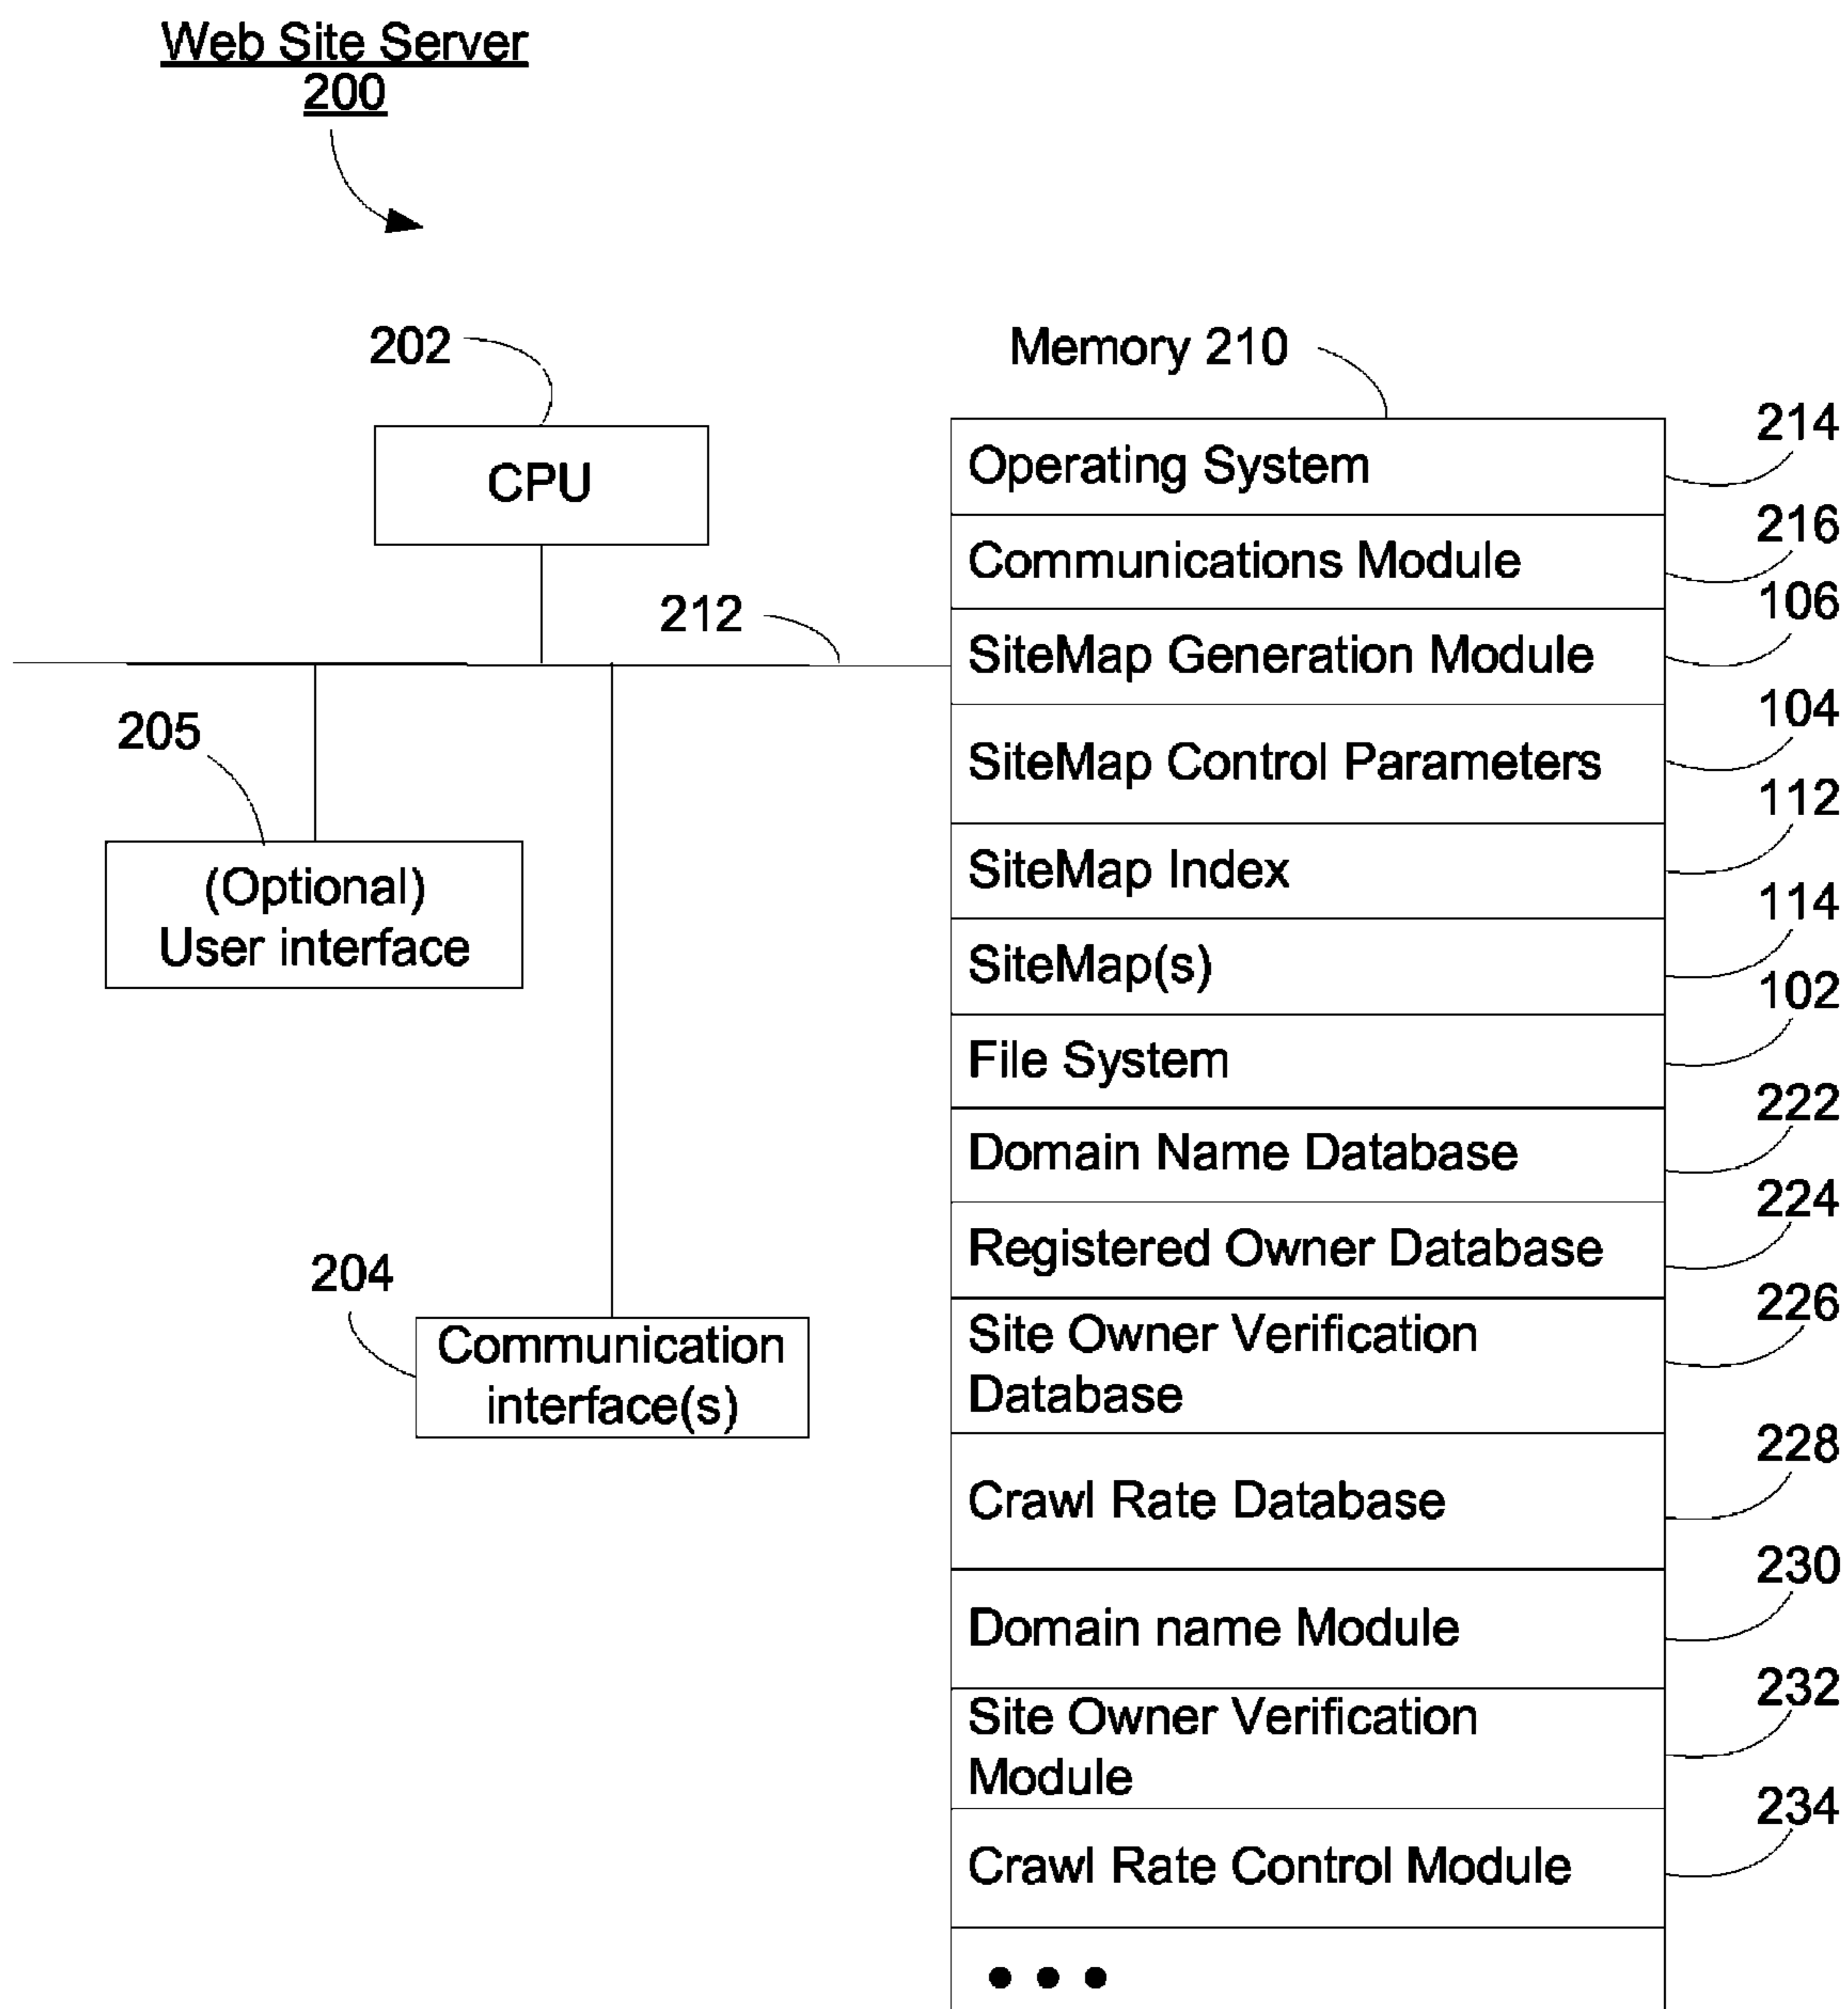 Web Site Server
200
202
Memory 210
CPU
Operating System
214
Communications Module
216
212
SiteMap Generation Module
106
205
SiteMap Control Parameters
104
(Optional)
User interface
SiteMap Index
112
SiteMap(s)
114
File System
102
Domain Name Database
222
Registered Owner Database
224
204
Communication
interface(s)
Site Owner Verification
Database
226
Crawl Rate Database
228
Domain name Module
230
Site Owner Verification
Module
232
Crawl Rate Control Module
234
• • •